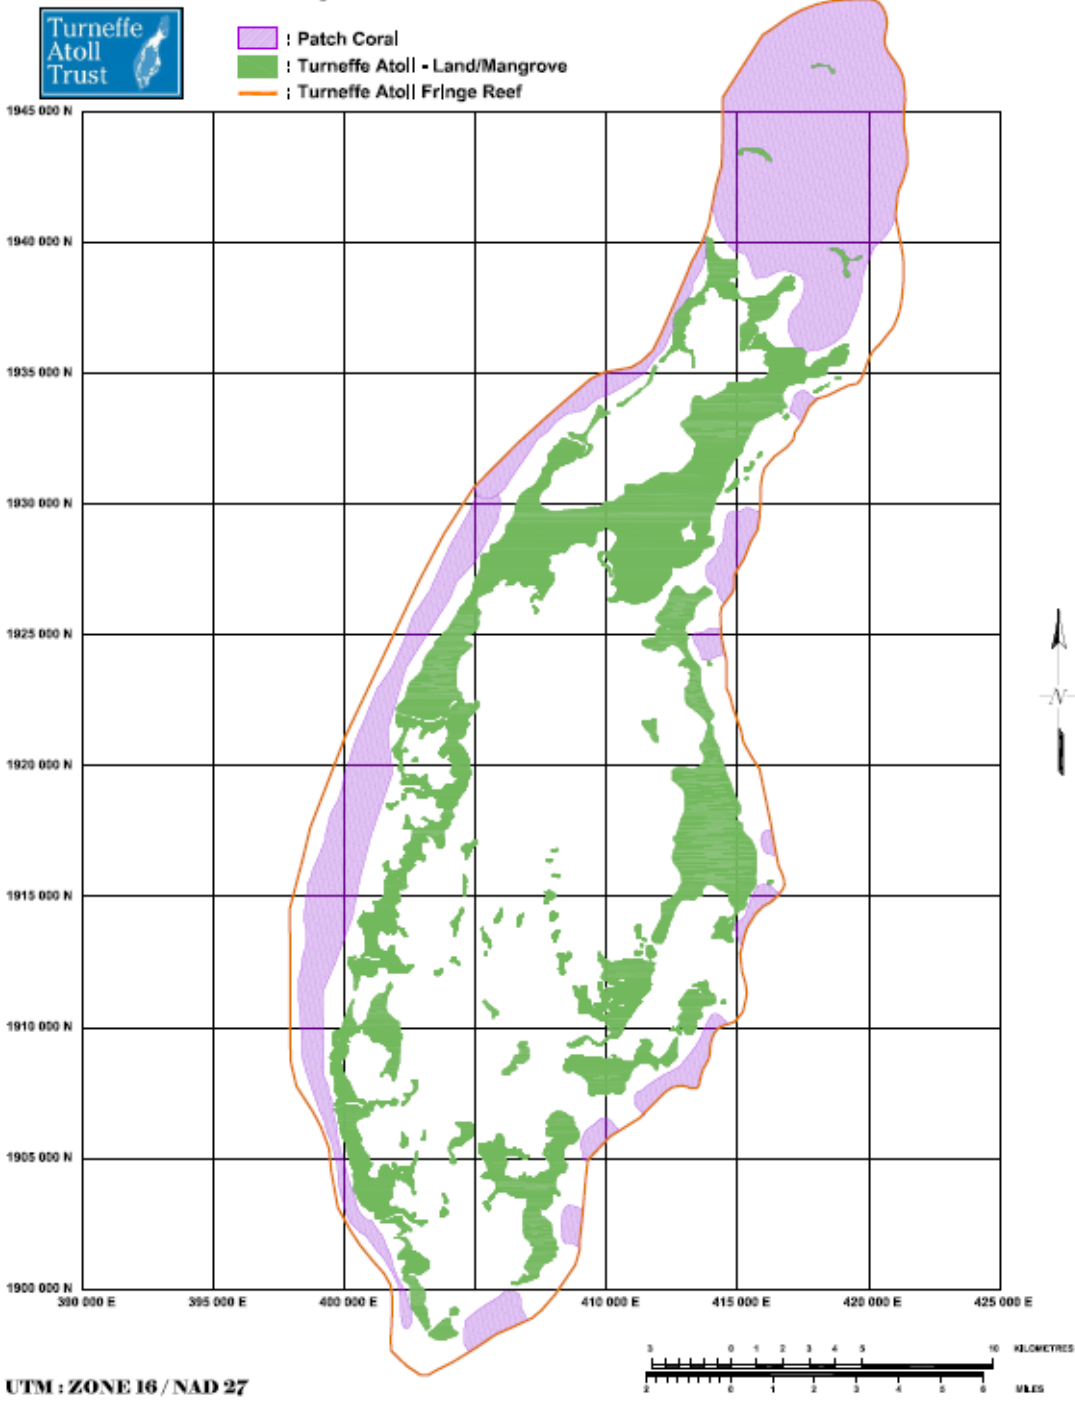 Turneffe
Atoll
Trust
: Patch Coral
: Turneffe Atoll - Land/Mangrove
: Turneffe Atoll Fringe Reef
1945 000 N
1940 000 N
1935 000 N
1930 000 N
1925 000 N
N
1920 000 N
1915 000 N
1910 000 N
1905 000 N
1900 000 N
390 000 E 395 000 E 400 000 E 410 000 E 415 000 E 420 000 E 425 000 E
0 1 2 3 4 5 10 KILOMETRES
2 0 1 2 3 4 5 6 MILES
UTM : ZONE 16 / NAD 27